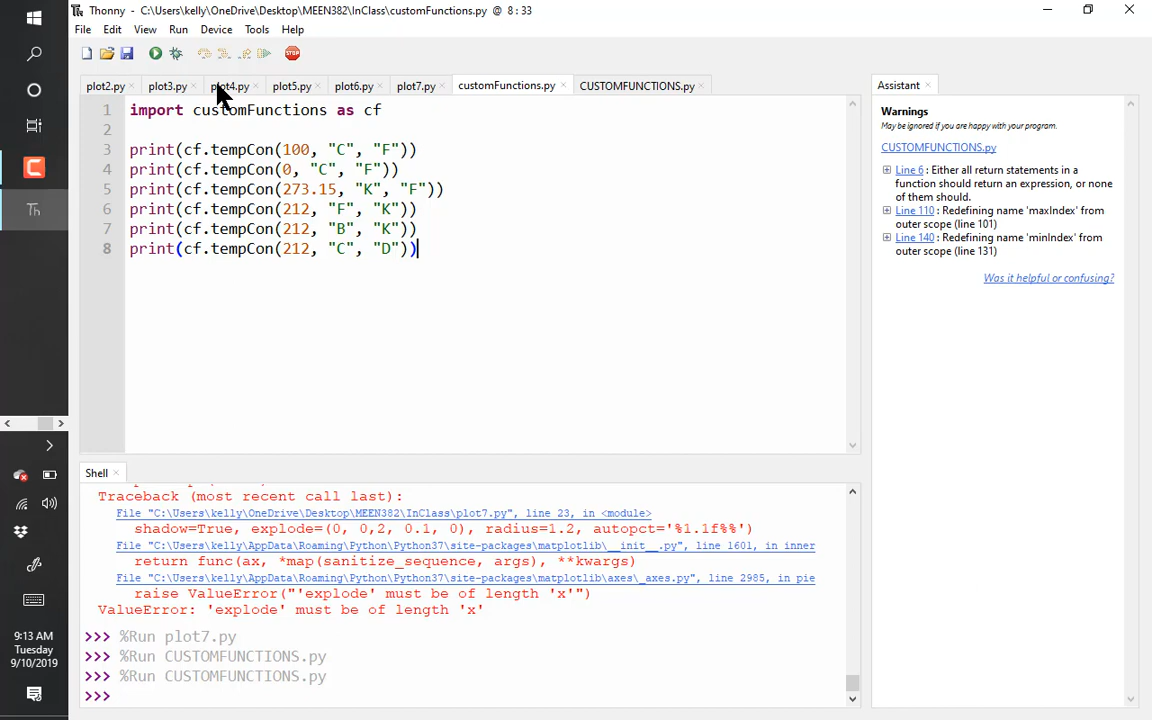 Thonny - C:\Users\kelly\OneDrive\Desktop\MEEN382\InClass\customFunctions.py @ 8 : 33
File Edit View Run Device Tools Help
STOP
plot2.py × plot3.py × plot4.py × plot5.py × plot6.py × plot7.py × customFunctions.py × CUSTOMFUNCTIONS.py ×
1 import customFunctions as cf
2
3 print(cf.tempCon(100, "C", "F"))
4 print(cf.tempCon(0, "C", "F"))
5 print(cf.tempCon(273.15, "K", "F"))
6 print(cf.tempCon(212, "F", "K"))
7 print(cf.tempCon(212, "B", "K"))
8 print(cf.tempCon(212, "C", "D"))
Shell ×
Traceback (most recent call last):
File "C:\Users\kelly\OneDrive\Desktop\MEEN382\InClass\plot7.py", line 23, in <module>
shadow=True, explode=(0, 0,2, 0.1, 0), radius=1.2, autopct='%1.1f%%')
File "C:\Users\kelly\AppData\Roaming\Python\Python37\site-packages\matplotlib\__init__.py", line 1601, in inner
return func(ax, *map(sanitize_sequence, args), **kwargs)
File "C:\Users\kelly\AppData\Roaming\Python\Python37\site-packages\matplotlib\axes\_axes.py", line 2985, in pie
raise ValueError("'explode' must be of length 'x'")
ValueError: 'explode' must be of length 'x'
>>> %Run plot7.py
>>> %Run CUSTOMFUNCTIONS.py
>>> %Run CUSTOMFUNCTIONS.py
>>>
Assistant ×
Warnings
May be ignored if you are happy with your program.
CUSTOMFUNCTIONS.py
Line 6 : Either all return statements in a
function should return an expression, or none
of them should.
Line 110 : Redefining name 'maxIndex' from
outer scope (line 101)
Line 140 : Redefining name 'minIndex' from
outer scope (line 131)
Was it helpful or confusing?
Th
9:13 AM
Tuesday
9/10/2019